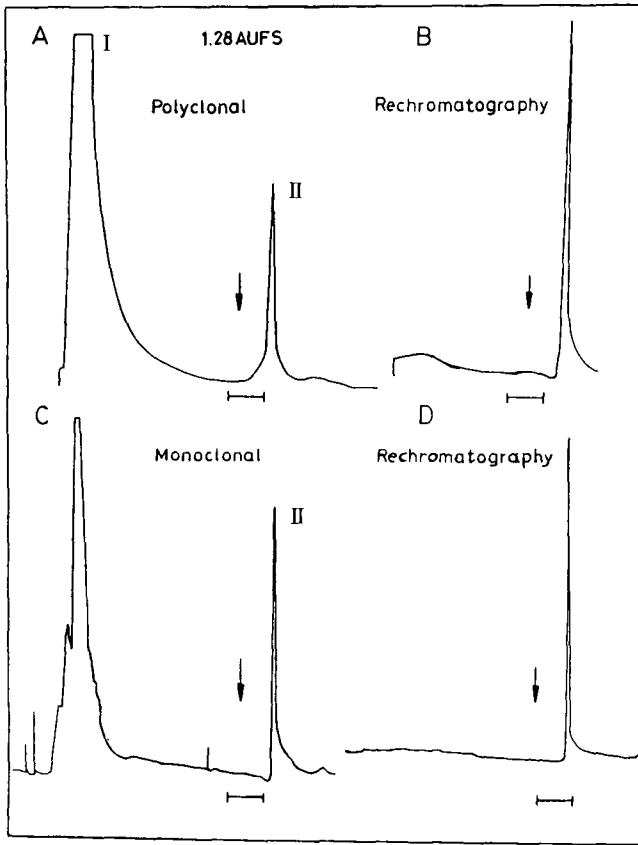 A
I
1.28 AUFS
B
Polyclonal
Rechromatography
II
C
D
Monoclonal
Rechromatography
II